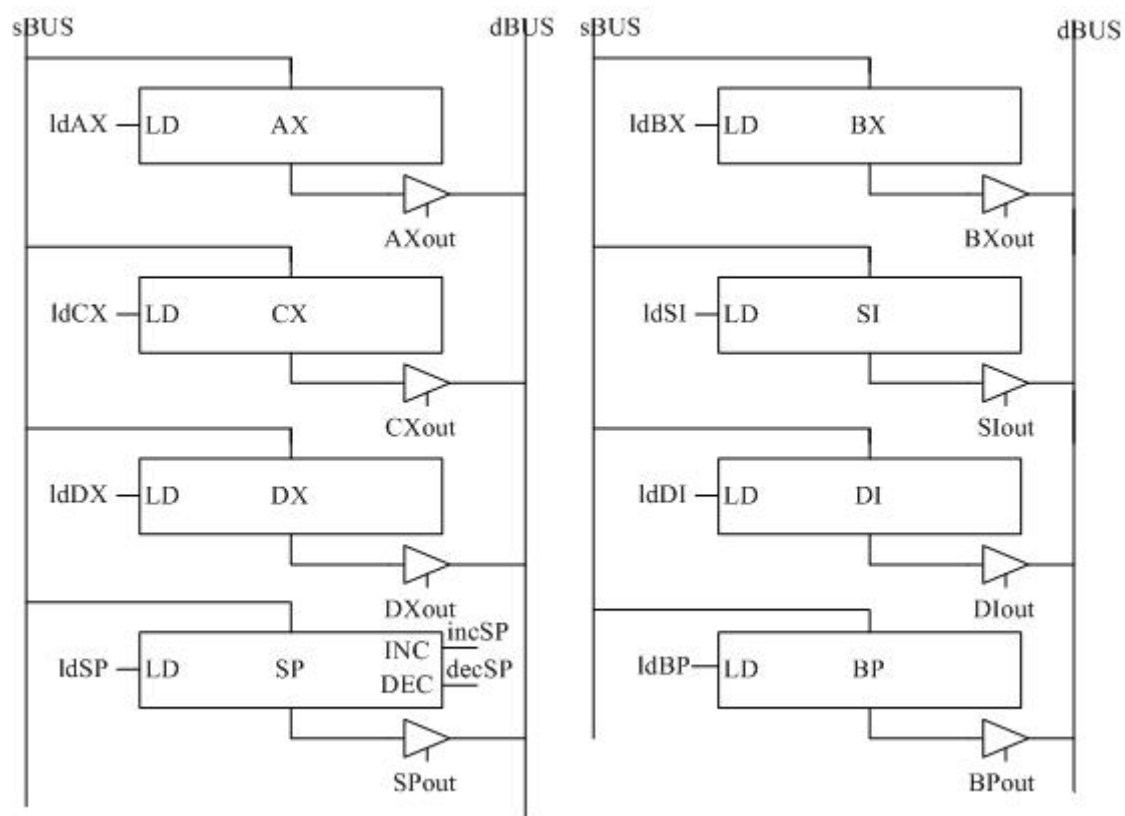 sBUS dBUS sBUS dBUS
ldAX LD AX ldBX LD BX
AXout BXout
ldCX LD CX ldSI LD SI
CXout SIout
ldDX LD DX ldDI LD DI
DXout DIout
incSP
INC
ldSP LD SP decSP ldBP LD BP
DEC
SPout BPout